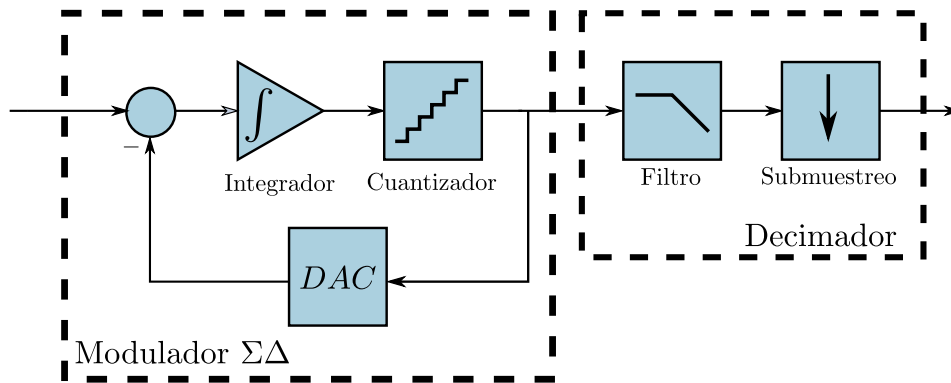 −
∫
Integrador
Cuantizador
Filtro
Submuestreo
Decimador
DAC
Modulador ΣΔ